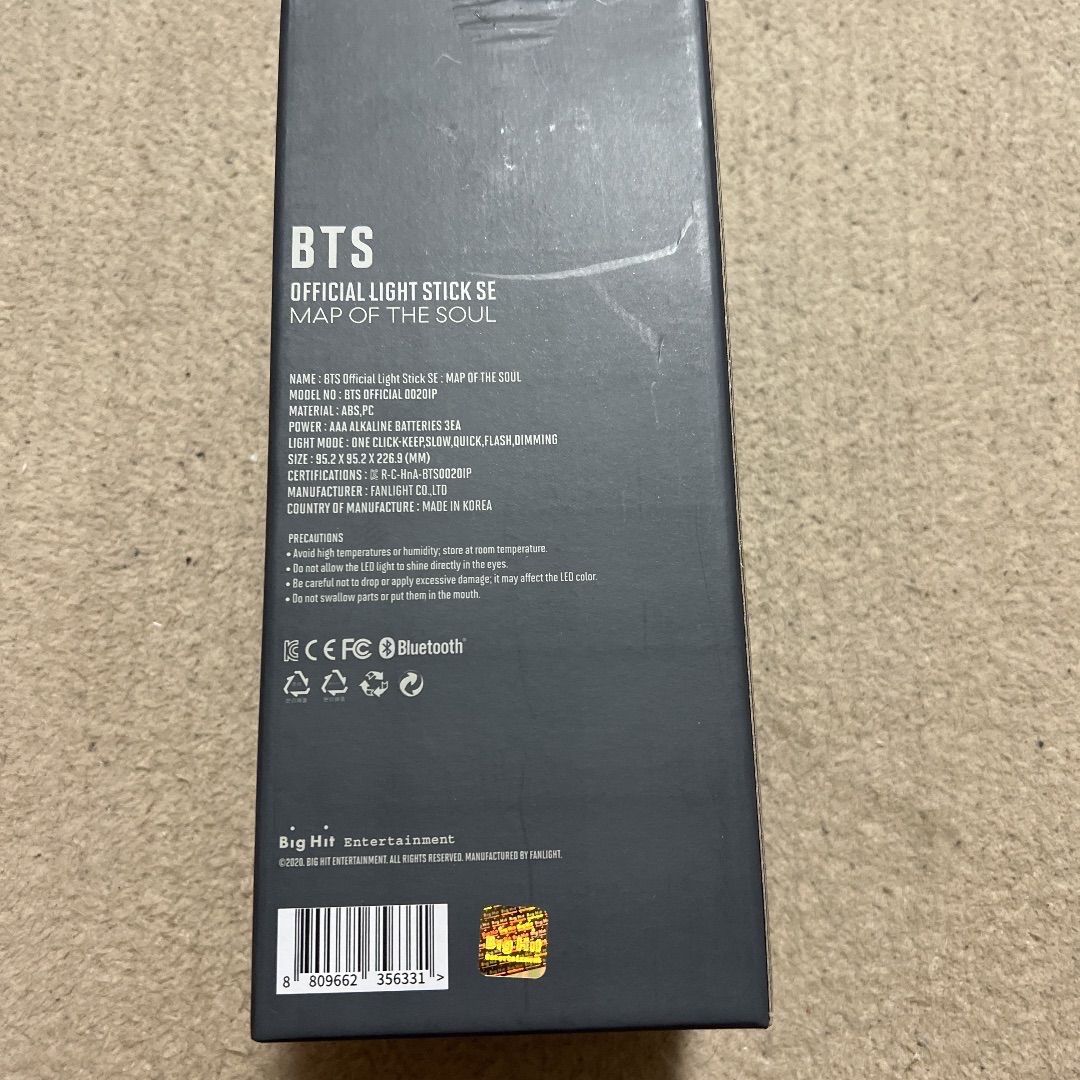 BTS
OFFICIAL LIGHT STICK SE
MAP OF THE SOUL
NAME : BTS Official Light Stick SE : MAP OF THE SOUL
MODEL NO : BTS OFFICIAL 0020IP
MATERIAL : ABS,PC
POWER : AAA ALKALINE BATTERIES 3EA
LIGHT MODE : ONE CLICK-KEEP,SLOW,QUICK,FLASH,DIMMING
SIZE : 95.2 X 95.2 X 226.9 (MM)
CERTIFICATIONS : R-C-HnA-BTS0020IP
MANUFACTURER : FANLIGHT CO.,LTD
COUNTRY OF MANUFACTURE : MADE IN KOREA
PRECAUTIONS
• Avoid high temperatures or humidity; store at room temperature.
• Do not allow the LED light to shine directly in the eyes.
• Be careful not to drop or apply excessive damage; it may affect the LED color.
• Do not swallow parts or put them in the mouth.
CE FC Bluetooth®
Big Hit Entertainment
©2020. BIG HIT ENTERTAINMENT. ALL RIGHTS RESERVED. MANUFACTURED BY FANLIGHT.
8 809662 356331 >
Big Hit